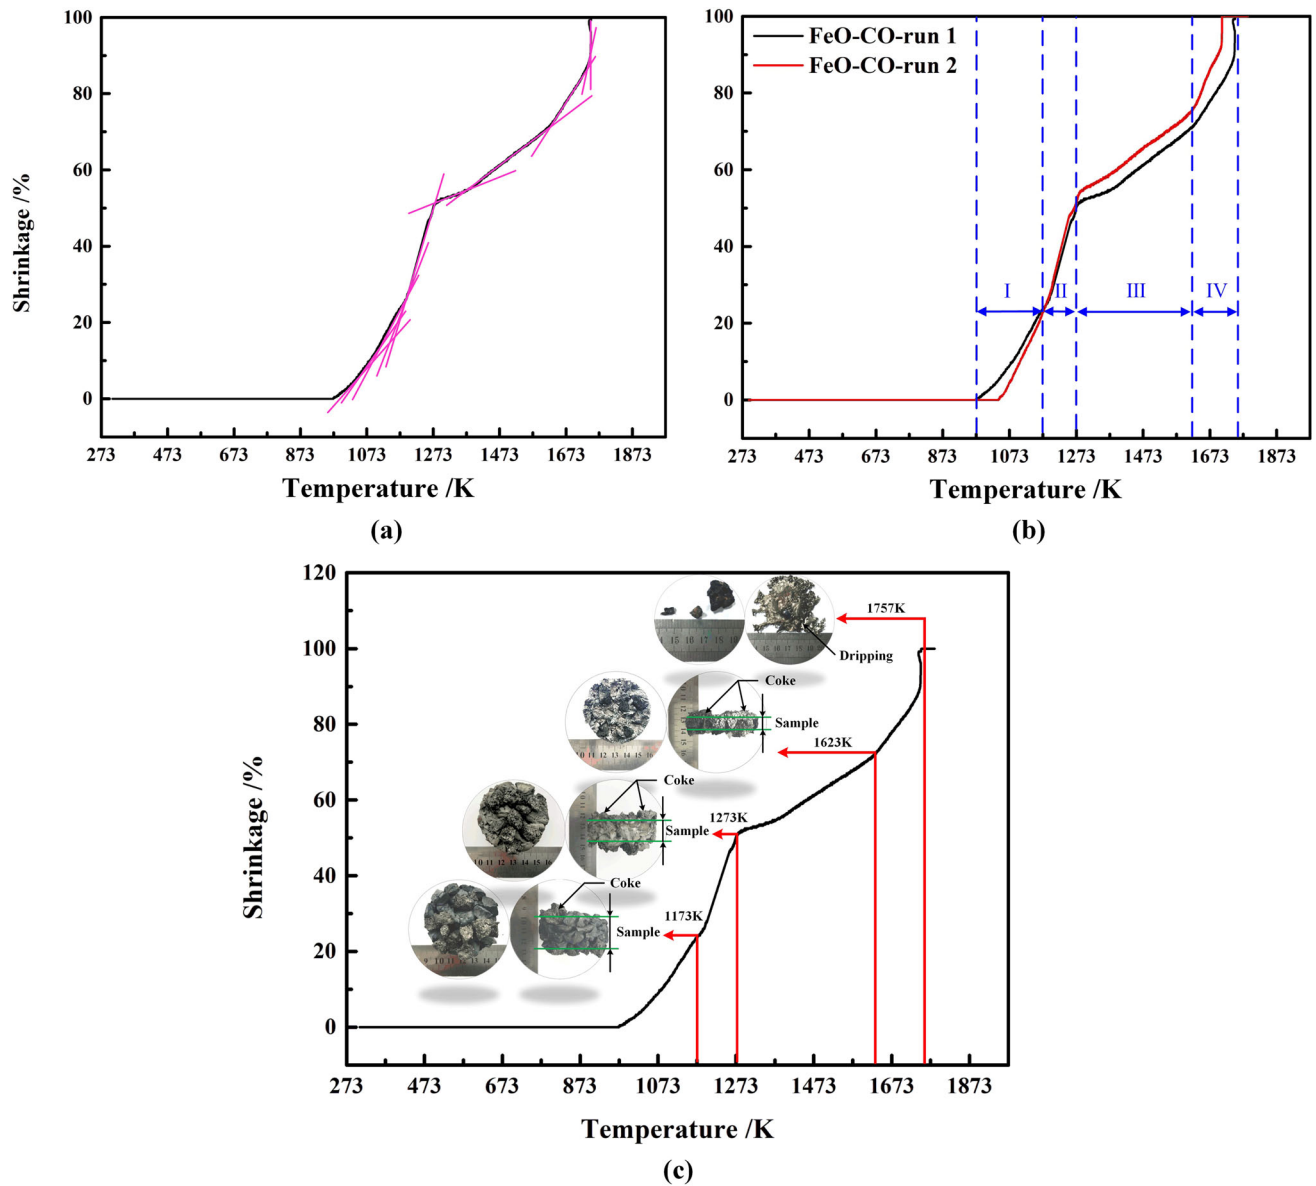 100
80
60
40
20
0
Shrinkage /%
273 473 673 873 1073 1273 1473 1673 1873
Temperature /K
(a)
100
80
60
40
20
0
FeO-CO-run 1
FeO-CO-run 2
I II III IV
273 473 673 873 1073 1273 1473 1673 1873
Temperature /K
(b)
120
100
80
60
40
20
0
Shrinkage /%
1757K
Dripping
Coke
Sample
1623K
Coke
1273K
Sample
Coke
1173K
Sample
273 473 673 873 1073 1273 1473 1673 1873
Temperature /K
(c)